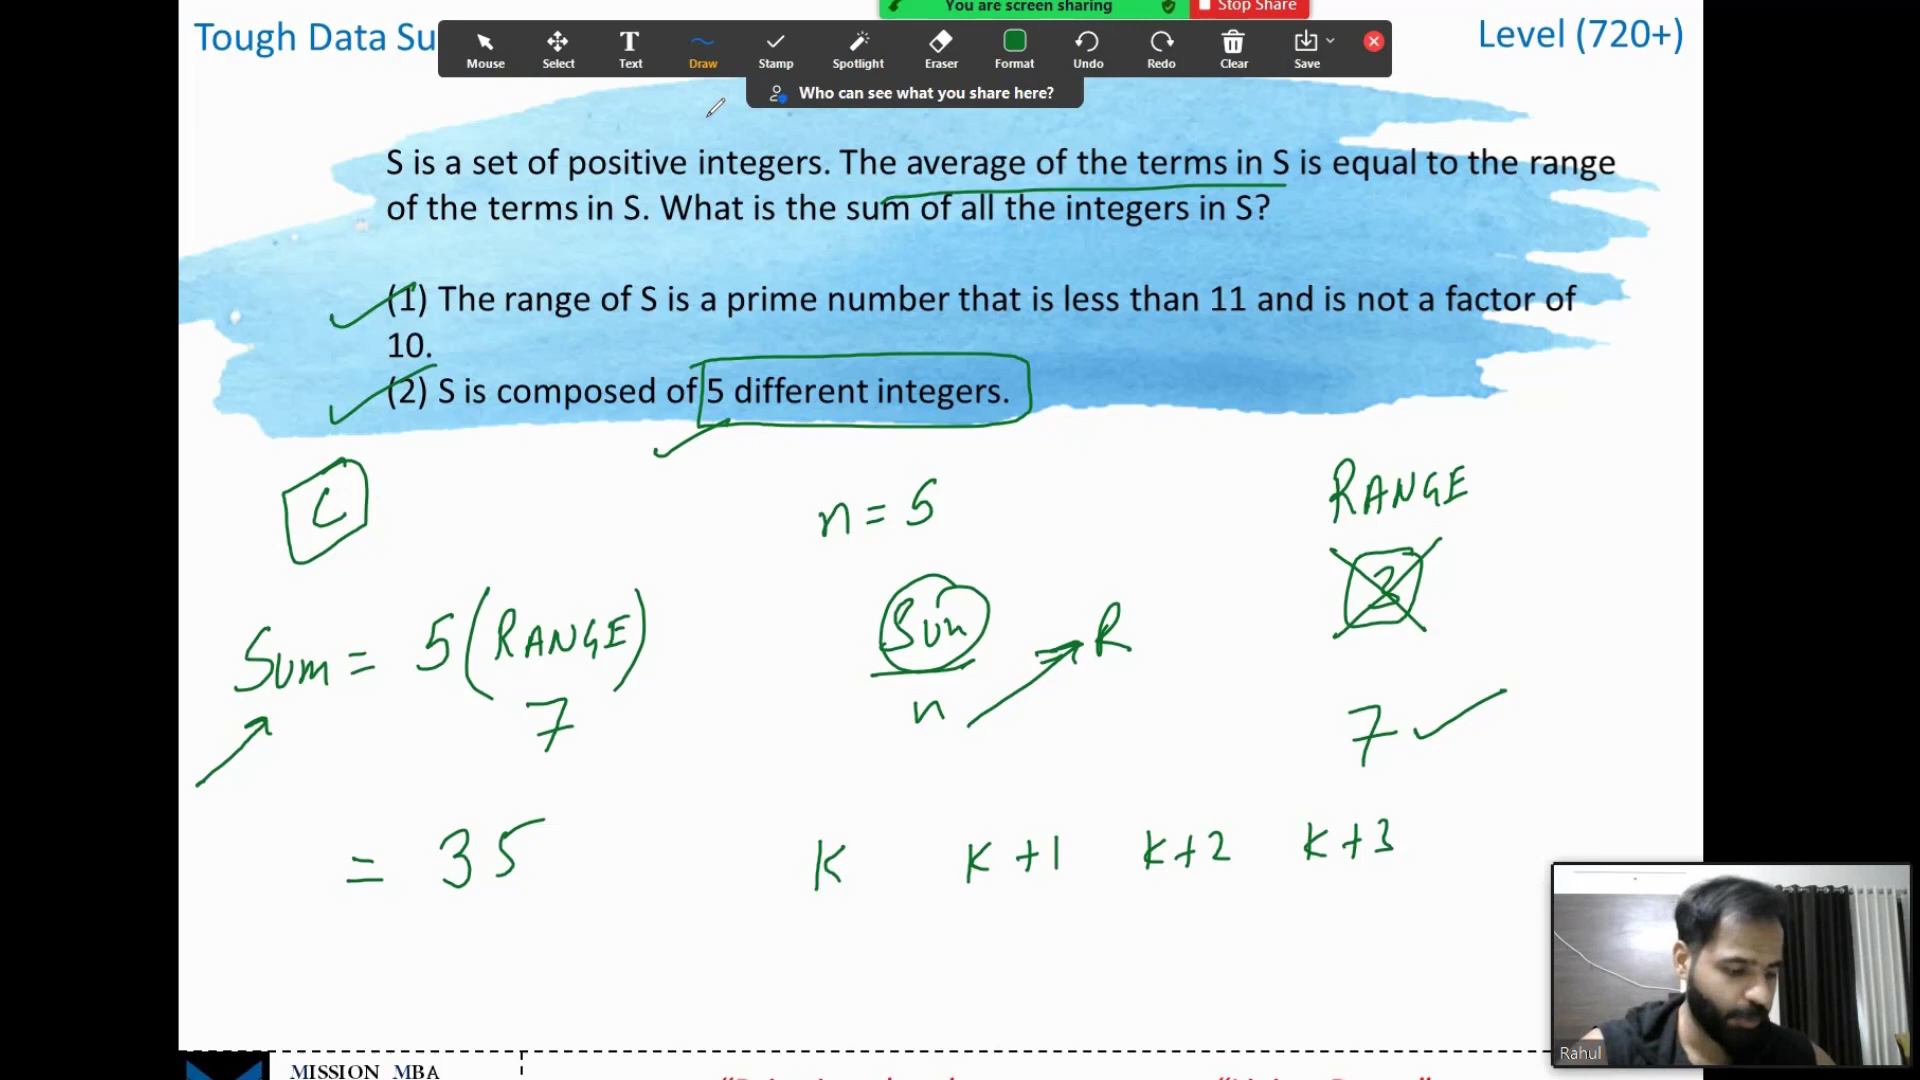 You are screen sharing
Stop Share
Tough Data Su
Level (720+)
Mouse
Select
Text
Draw
Stamp
Spotlight
Eraser
Format
Undo
Redo
Clear
Save
Who can see what you share here?
S is a set of positive integers. The average of the terms in S is equal to the range
of the terms in S. What is the sum of all the integers in S?
(1) The range of S is a prime number that is less than 11 and is not a factor of
10.
(2) S is composed of 5 different integers.
C
n = 5
RANGE
3
Sum = 5 (RANGE)
Sum
= R
n
7
7
= 35
K K+1 K+2 K+3
Rahul
MISSION MBA